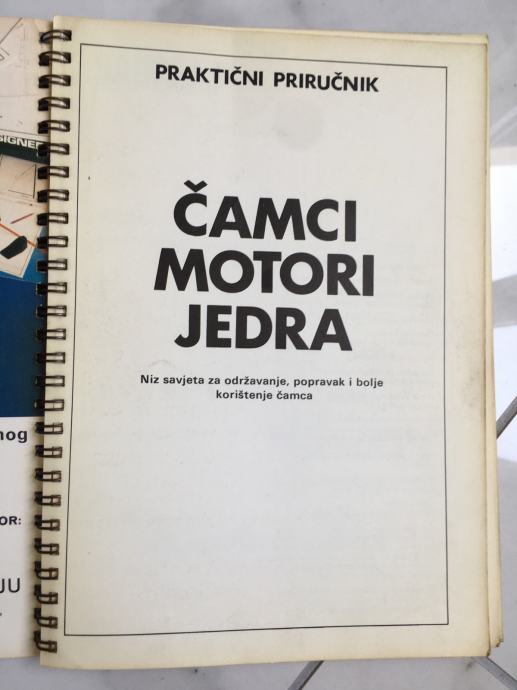 PRAKTIČNI PRIRUČNIK
ČAMCI
MOTORI
JEDRA
Niz savjeta za održavanje, popravak i bolje
korištenje čamca